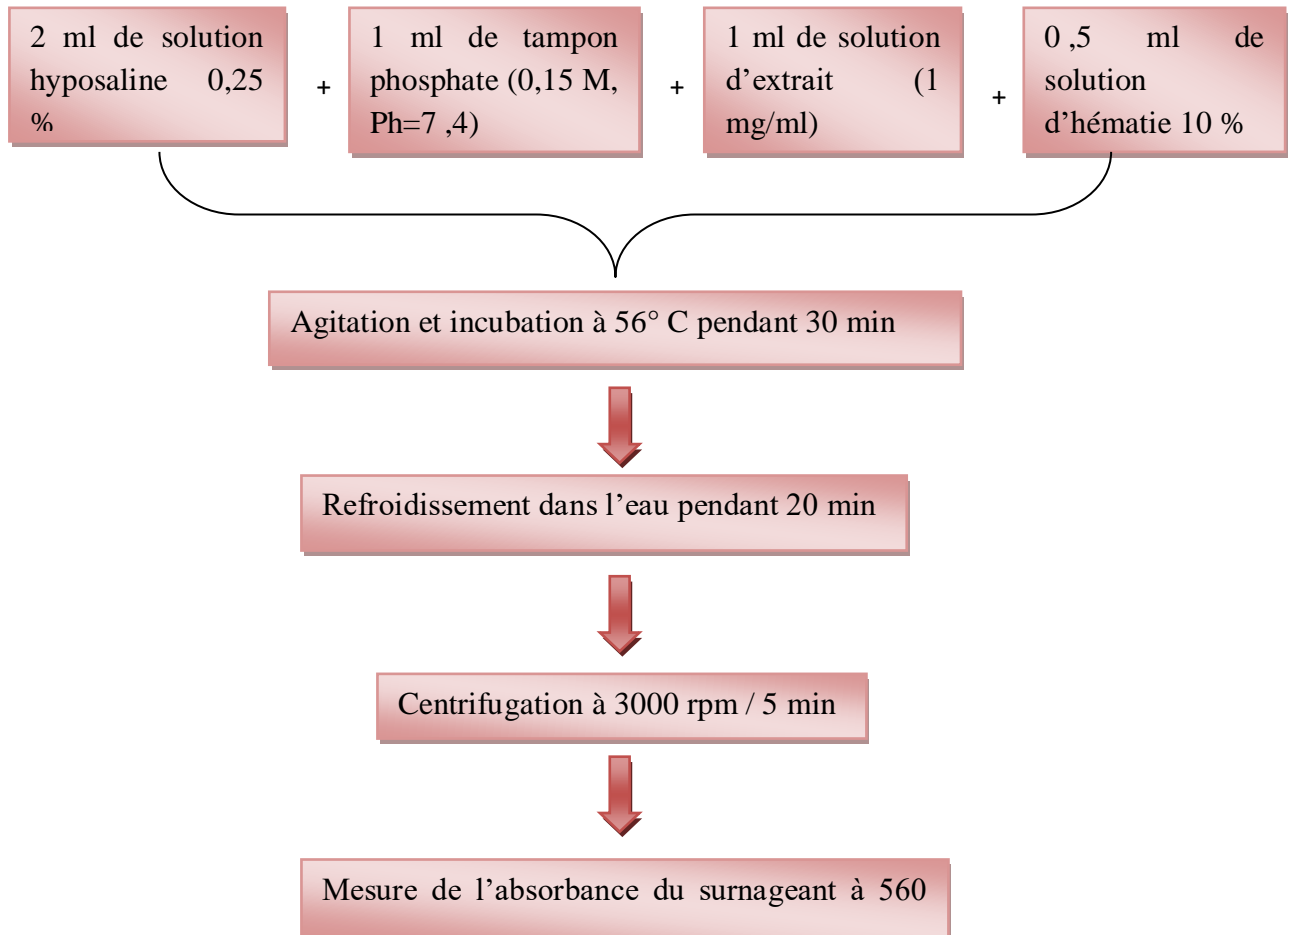 2 ml de solution
hyposaline 0,25
%
+
1 ml de tampon
phosphate (0,15 M,
Ph=7 ,4)
+
1 ml de solution
d’extrait (1
mg/ml)
+
0 ,5 ml de
solution
d’hématie 10 %
Agitation et incubation à 56° C pendant 30 min
Refroidissement dans l’eau pendant 20 min
Centrifugation à 3000 rpm / 5 min
Mesure de l’absorbance du surnageant à 560